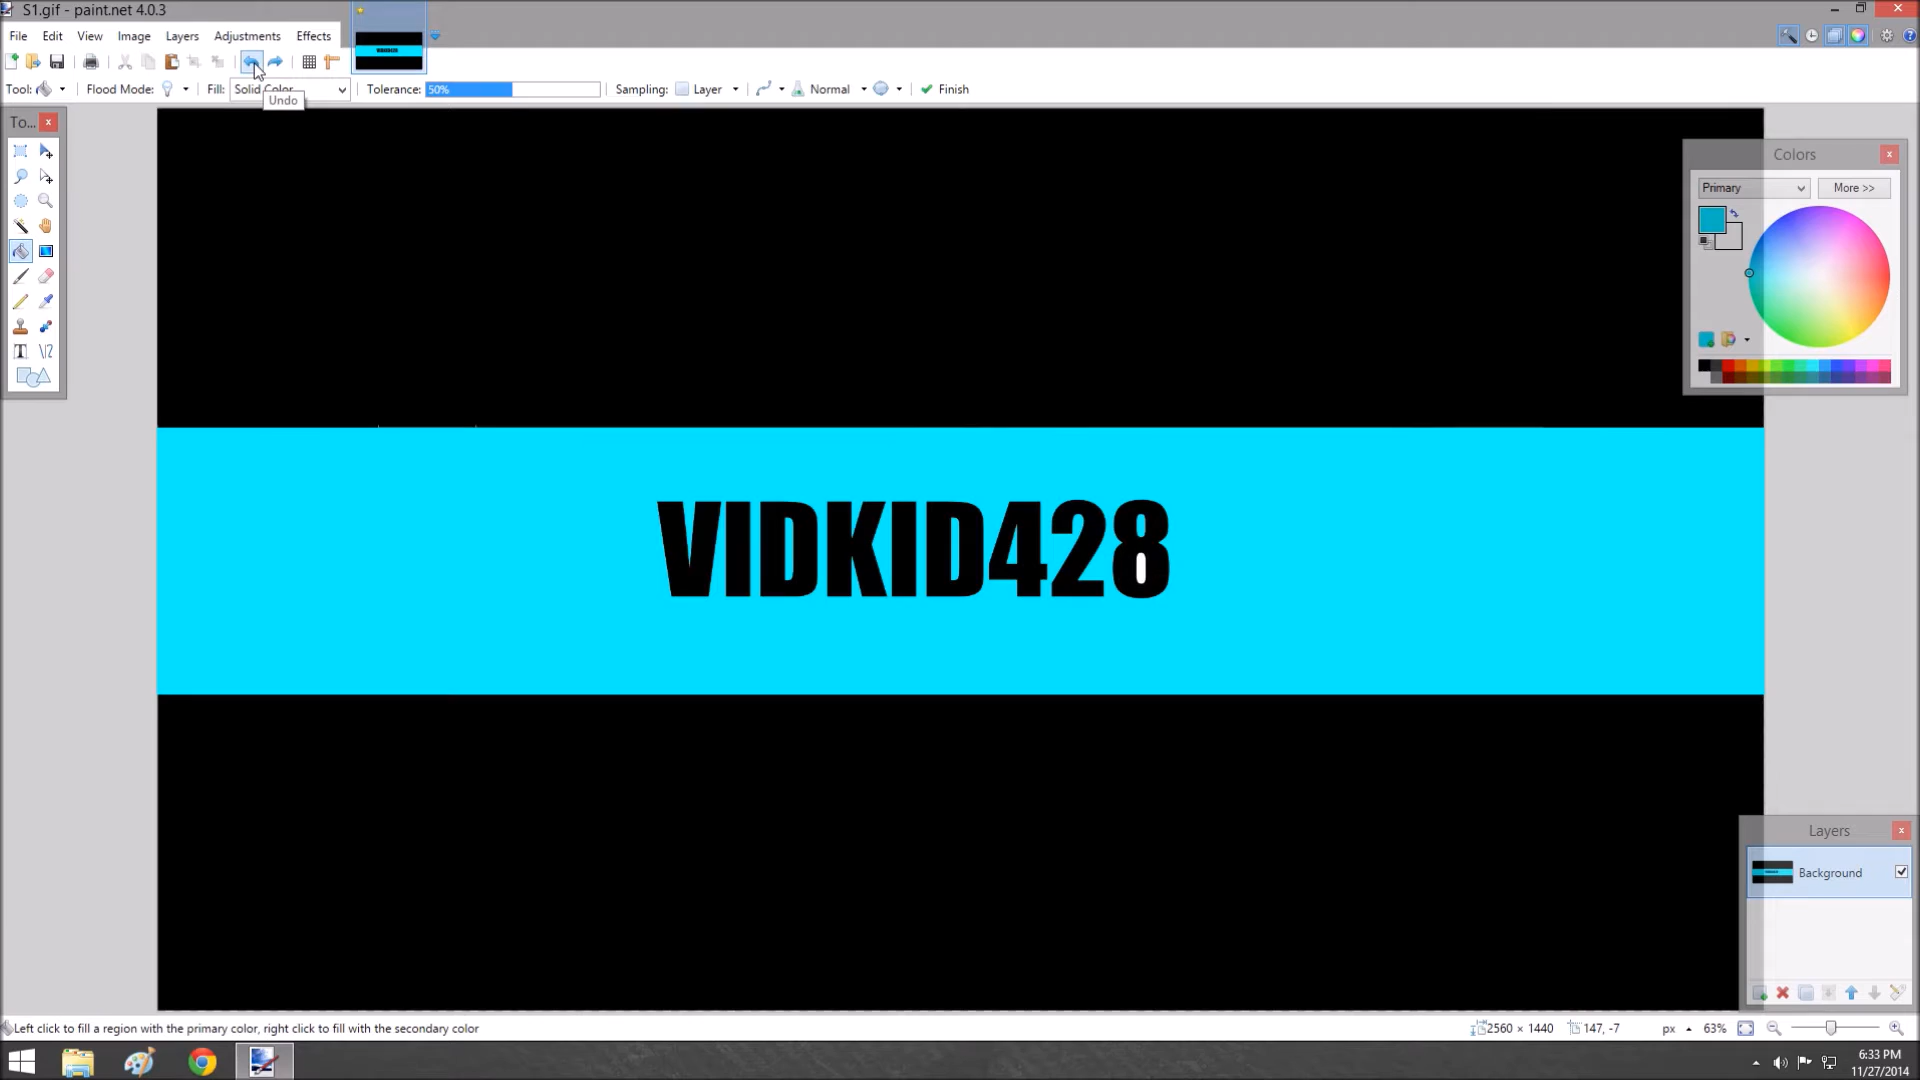 S1.gif - paint.net 4.0.3
File Edit View Image Layers Adjustments Effects
Tool: Flood Mode: Fill: Solid Color Tolerance: 50% Sampling: Layer Normal Finish
Undo
To...
Colors
Primary More >>
VIDKID428
Layers
Background
Left click to fill a region with the primary color, right click to fill with the secondary color
2560 × 1440 147, -7 px 63%
6:33 PM
11/27/2014